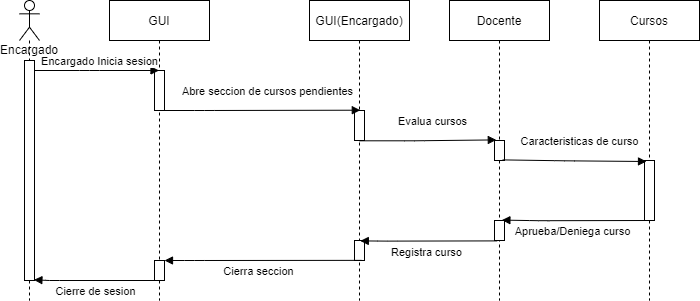 GUI
GUI(Encargado)
Docente
Cursos
Encargado
Encargado Inicia sesion
Abre seccion de cursos pendientes
Evalua cursos
Caracteristicas de curso
Aprueba/Deniega curso
Registra curso
Cierra seccion
Cierre de sesion